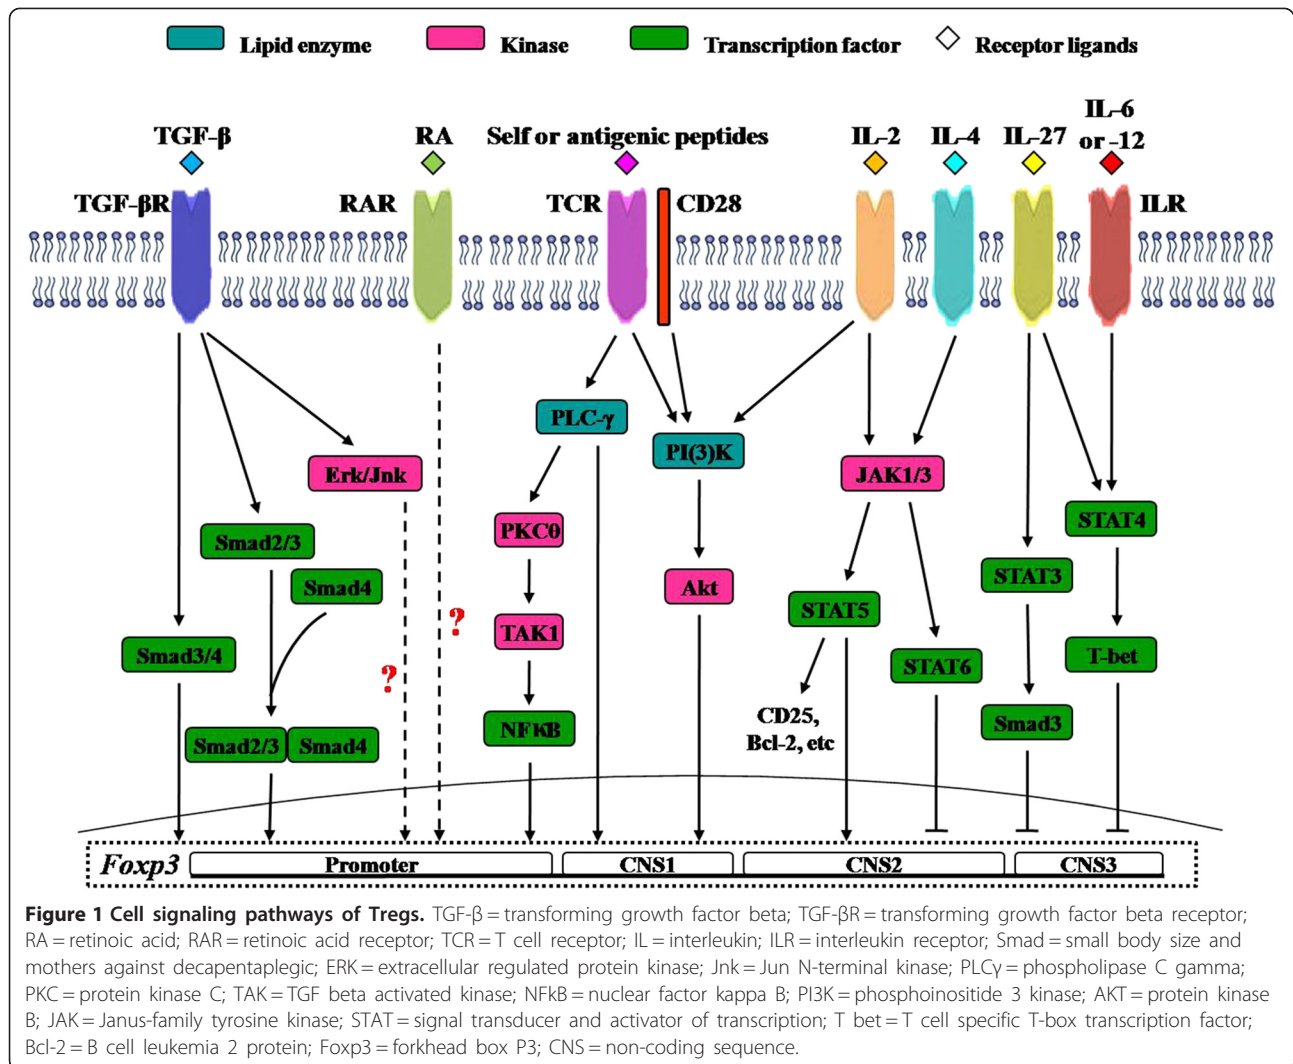 Lipid enzyme Kinase Transcription factor Receptor ligands
IL-6
TGF-β RA Self or antigenic peptides IL-2 IL-4 IL-27 or -12
TGF-βR RAR TCR CD28 ILR
PLC-γ
PI(3)K
Erk/Jnk JAK1/3
STAT4
PKCθ
Smad2/3
STAT3
Smad4 Akt
STAT5
?
TAK1
Smad3/4 T-bet
STAT6
?
CD25,
Smad3
NFκB
Bcl-2, etc
Smad2/3 Smad4
Foxp3 Promoter CNS1 CNS2 CNS3
Figure 1 Cell signaling pathways of Tregs. TGF-β = transforming growth factor beta; TGF-βR = transforming growth factor beta receptor;
RA = retinoic acid; RAR = retinoic acid receptor; TCR = T cell receptor; IL = interleukin; ILR = interleukin receptor; Smad = small body size and
mothers against decapentaplegic; ERK = extracellular regulated protein kinase; Jnk = Jun N-terminal kinase; PLCγ = phospholipase C gamma;
PKC = protein kinase C; TAK = TGF beta activated kinase; NFkB = nuclear factor kappa B; PI3K = phosphoinositide 3 kinase; AKT = protein kinase
B; JAK = Janus-family tyrosine kinase; STAT = signal transducer and activator of transcription; T bet = T cell specific T-box transcription factor;
Bcl-2 = B cell leukemia 2 protein; Foxp3 = forkhead box P3; CNS = non-coding sequence.